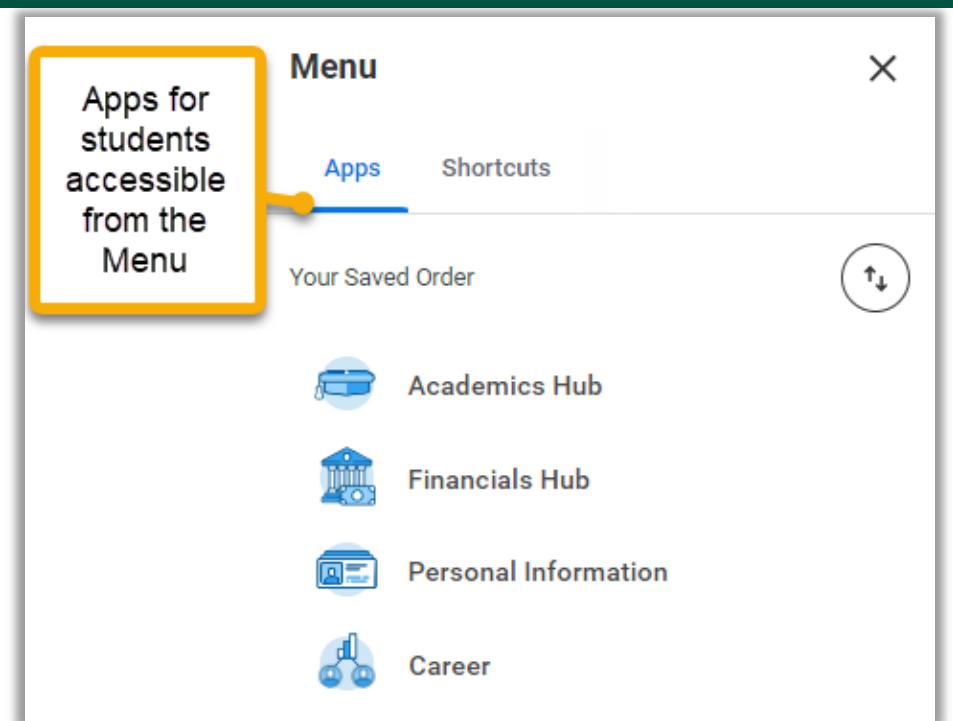 Apps for
students
accessible
from the
Menu
Menu
Apps Shortcuts
Your Saved Order
Academics Hub
Financials Hub
Personal Information
Career